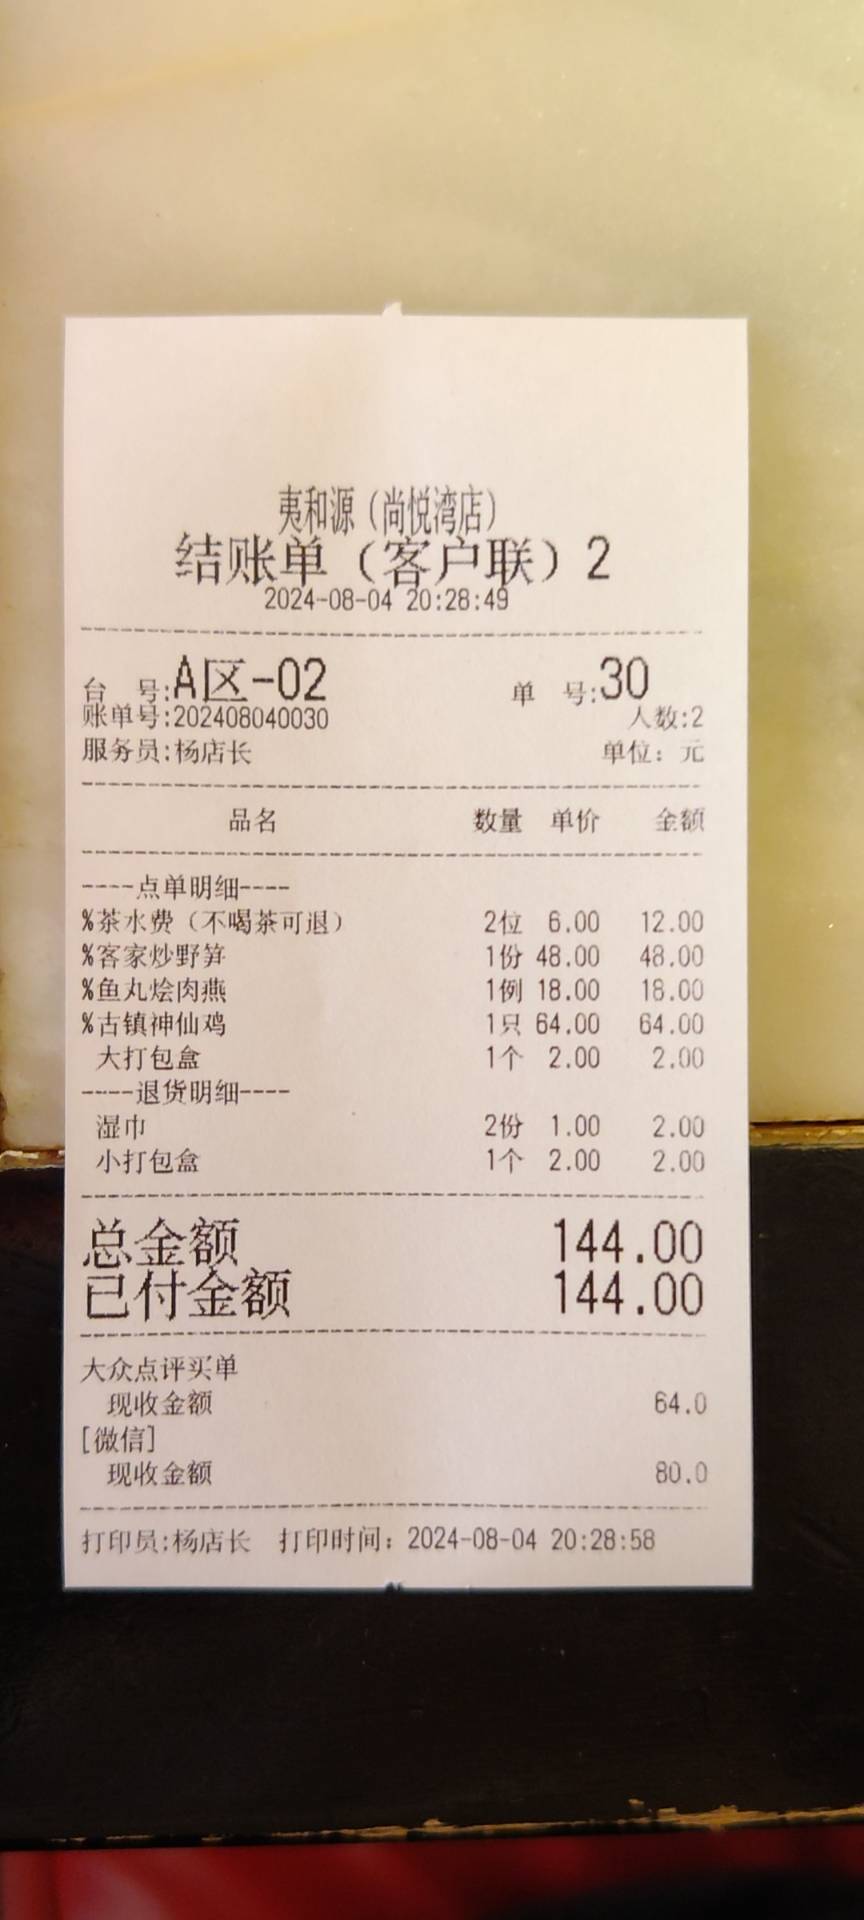 夷和源（尚悦湾店）
结账单（客户联）2
2024-08-04 20:28:49
台 号:A区-02 单 号:30
账单号:202408040030 人数:2
服务员:杨店长 单位：元
品名 数量 单价 金额
----点单明细----
%茶水费（不喝茶可退） 2位 6.00 12.00
%客家炒野笋 1份 48.00 48.00
%鱼丸烩肉燕 1例 18.00 18.00
%古镇神仙鸡 1只 64.00 64.00
大打包盒 1个 2.00 2.00
----退货明细----
湿巾 2份 1.00 2.00
小打包盒 1个 2.00 2.00
总金额 144.00
已付金额 144.00
大众点评买单
现收金额 64.0
[微信]
现收金额 80.0
打印员:杨店长 打印时间：2024-08-04 20:28:58